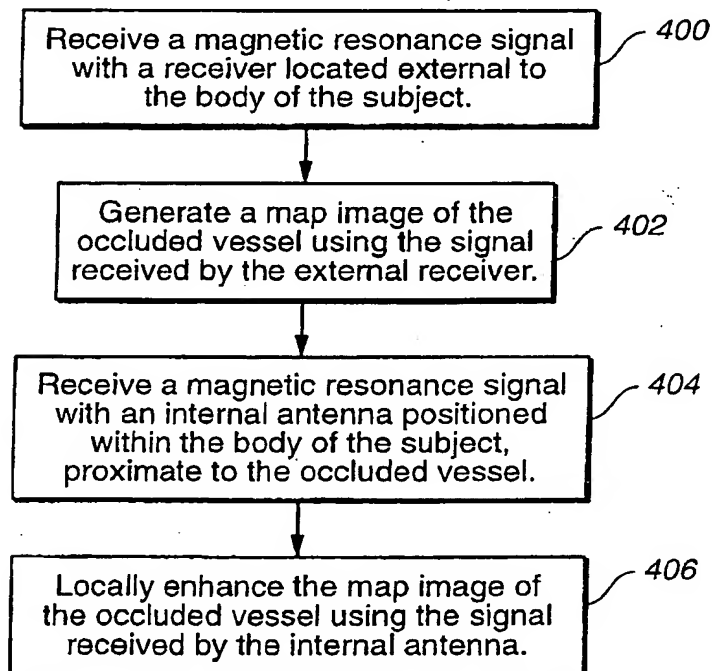 Receive a magnetic resonance signal
with a receiver located external to
the body of the subject.
400
Generate a map image of the
occluded vessel using the signal
received by the external receiver.
402
Receive a magnetic resonance signal
with an internal antenna positioned
within the body of the subject,
proximate to the occluded vessel.
404
Locally enhance the map image of
the occluded vessel using the signal
received by the internal antenna.
406